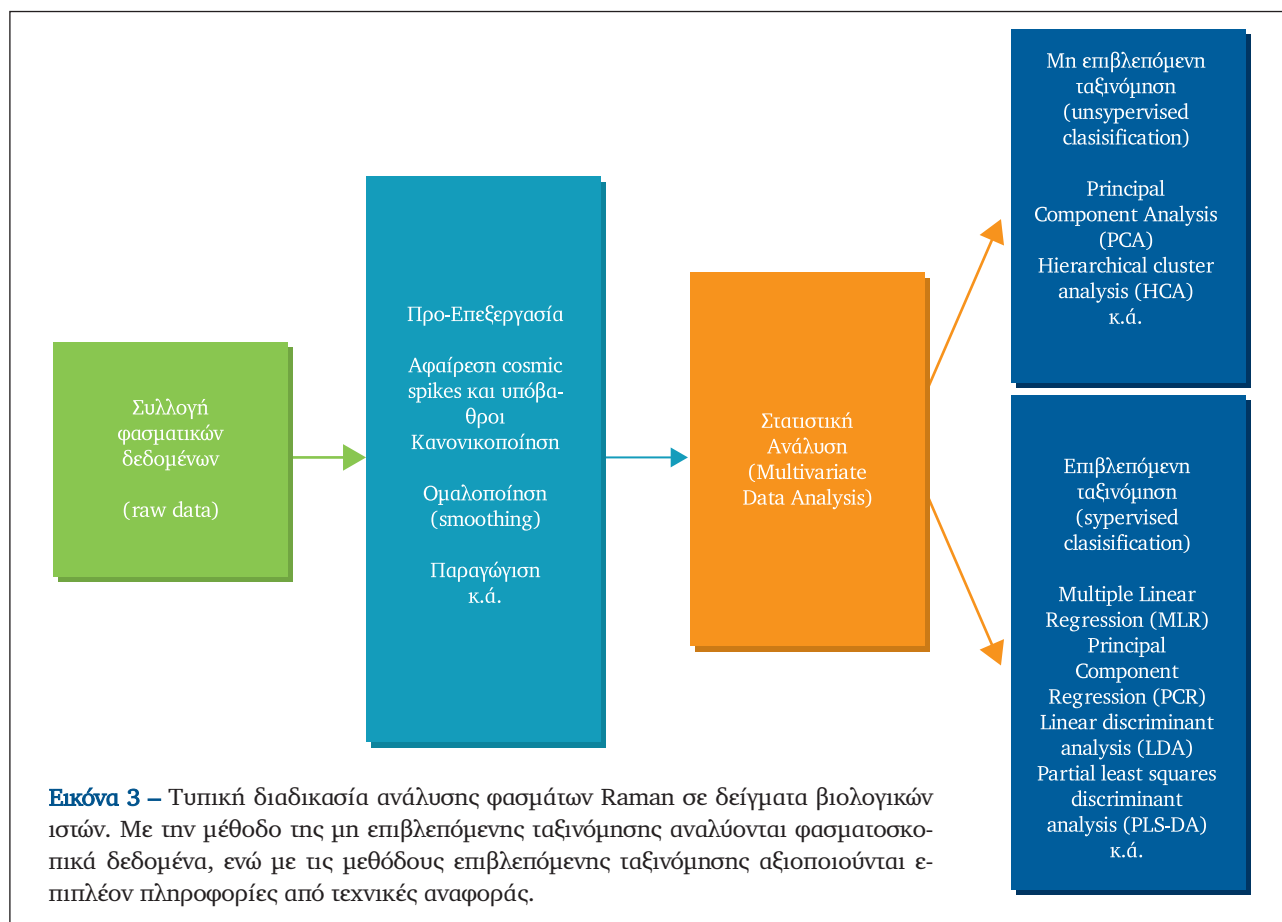 Συλλογή
φασματικών
δεδομένων
(raw data)
Προ-Επεξεργασία
Αφαίρεση cosmic
spikes και υπόβα-
θροι
Κανονικοποίηση
Ομαλοποίηση
(smoothing)
Παραγώγιση
κ.ά.
Στατιστική
Ανάλυση
(Multivariate
Data Analysis)
Μη επιβλεπόμενη
ταξινόμηση
(unsypervised
clasisification)
Principal
Component Analysis
(PCA)
Hierarchical cluster
analysis (HCA)
κ.ά.
Επιβλεπόμενη
ταξινόμηση
(sypervised
clasisification)
Multiple Linear
Regression (MLR)
Principal
Component
Regression (PCR)
Linear discriminant
analysis (LDA)
Partial least squares
discriminant
analysis (PLS-DA)
κ.ά.
Εικόνα 3 – Τυπική διαδικασία ανάλυσης φασμάτων Raman σε δείγματα βιολογικών
ιστών. Με την μέθοδο της μη επιβλεπόμενης ταξινόμησης αναλύονται φασματοσκο-
πικά δεδομένα, ενώ με τις μεθόδους επιβλεπόμενης ταξινόμησης αξιοποιούνται ε-
πιπλέον πληροφορίες από τεχνικές αναφοράς.